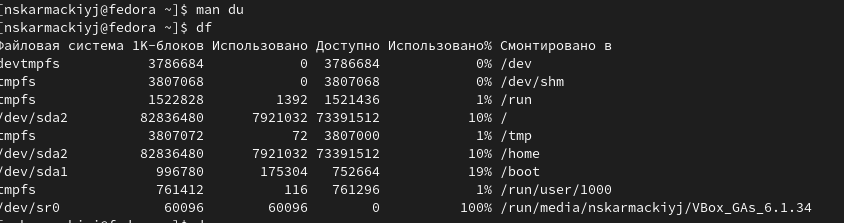 [nskarmackiyj@fedora ~]$ man du
[nskarmackiyj@fedora ~]$ df
Файловая система 1K-блоков Использовано Доступно Использовано% Смонтировано в
devtmpfs 3786684 0 3786684 0% /dev
tmpfs 3807068 0 3807068 0% /dev/shm
tmpfs 1522828 1392 1521436 1% /run
/dev/sda2 82836480 7921032 73391512 10% /
tmpfs 3807072 72 3807000 1% /tmp
/dev/sda2 82836480 7921032 73391512 10% /home
/dev/sda1 996780 175304 752664 19% /boot
tmpfs 761412 116 761296 1% /run/user/1000
/dev/sr0 60096 60096 0 100% /run/media/nskarmackiyj/VBox_GAs_6.1.34